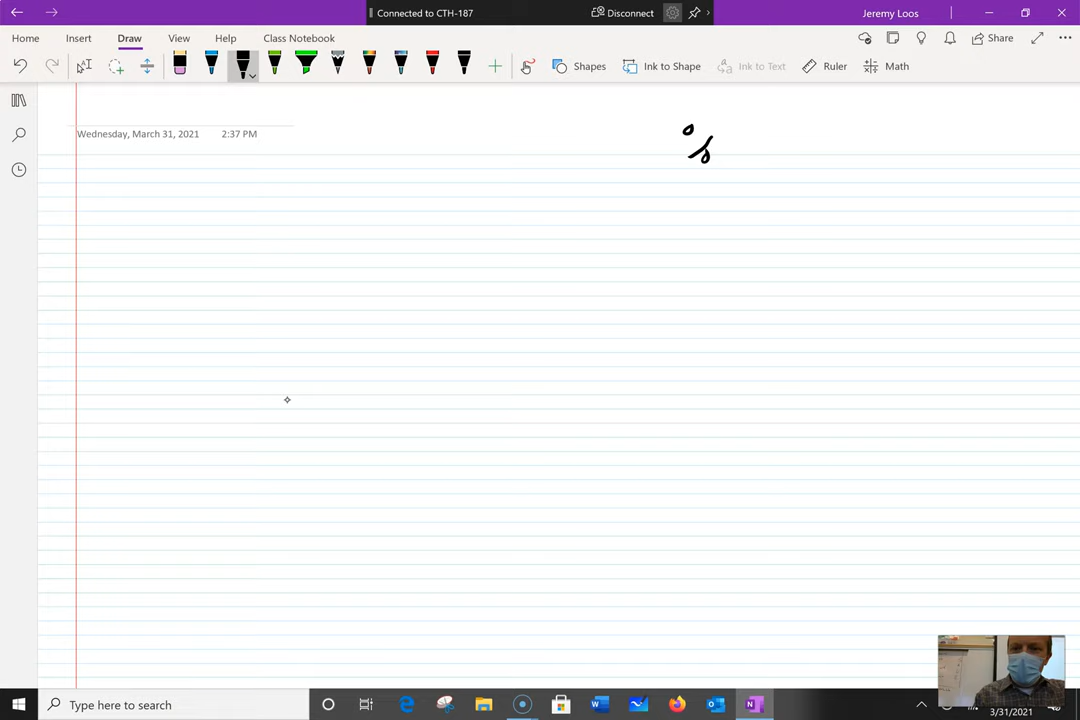 Connected to CTH-187
Disconnect
Jeremy Loos
Home
Insert
Draw
View
Help
Class Notebook
Share
Shapes
Ink to Shape
Ink to Text
Ruler
Math
Wednesday, March 31, 2021
2:37 PM
Type here to search
3/31/2021